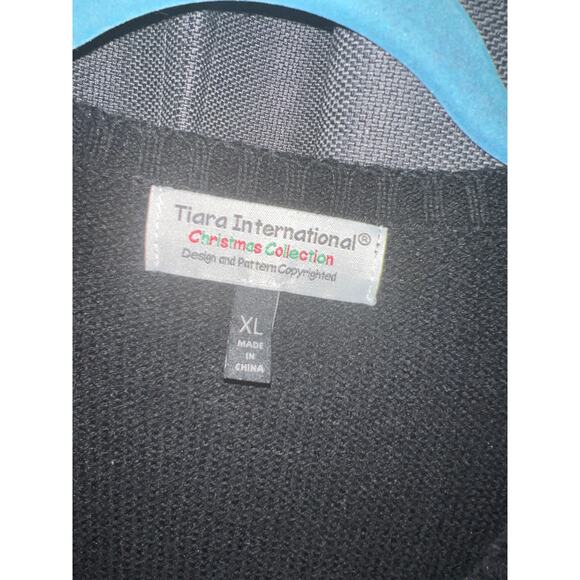 Tiara International®
Christmas Collection
Design and Pattern Copyrighted
XL
MADE
IN
CHINA